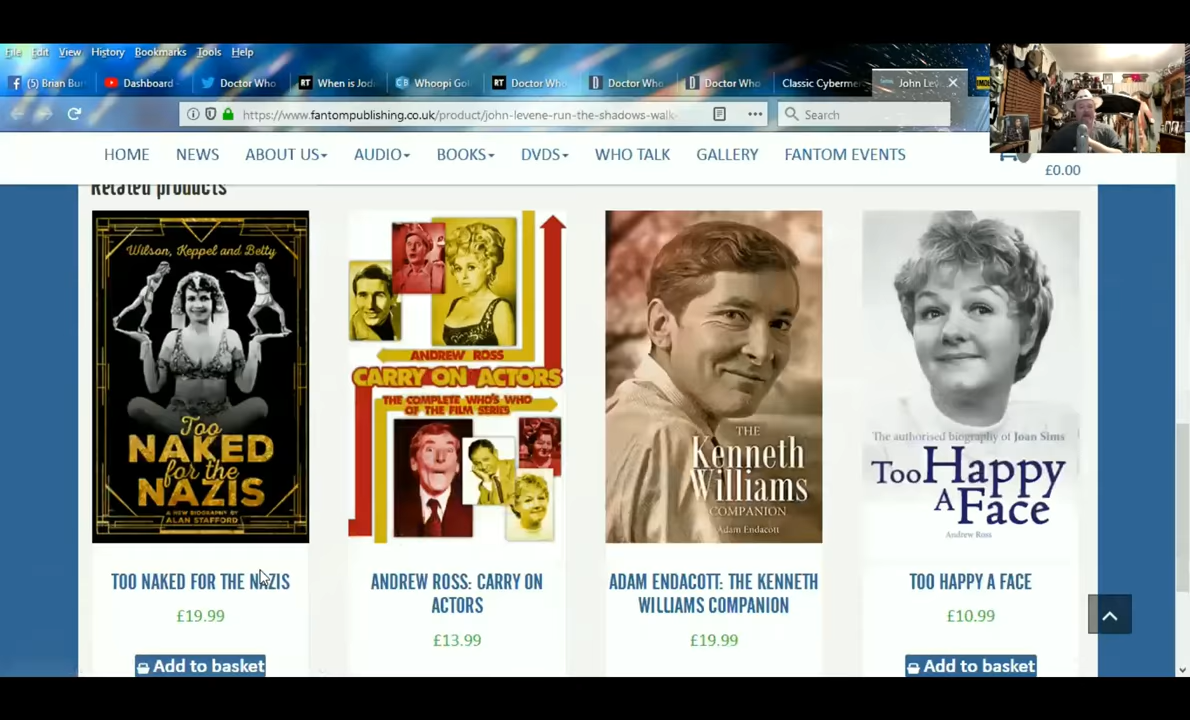 File Edit View History Bookmarks Tools Help
(5) Brian Bur
Dashboard -
Doctor Who
When is Jod
Whoopi Gol
Doctor Who
Doctor Who
Doctor Who
Classic Cyberme
John Lev
https://www.fantompublishing.co.uk/product/john-levene-run-the-shadows-walk-
Search
HOME NEWS ABOUT US AUDIO BOOKS DVDS WHO TALK GALLERY FANTOM EVENTS
£0.00
Related products
Wilson, Keppel and Betty
Too
NAKED
for the
NAZIS
A NEW BIOGRAPHY BY
ALAN STAFFORD
ANDREW ROSS
CARRY ON ACTORS
THE COMPLETE WHO'S WHO
OF THE FILM SERIES
THE
Kenneth
Williams
COMPANION
Adam Endacott
The authorised biography of Joan Sims
Too Happy
A Face
Andrew Ross
TOO NAKED FOR THE NAZIS
£19.99
Add to basket
ANDREW ROSS: CARRY ON
ACTORS
£13.99
ADAM ENDACOTT: THE KENNETH
WILLIAMS COMPANION
£19.99
TOO HAPPY A FACE
£10.99
Add to basket